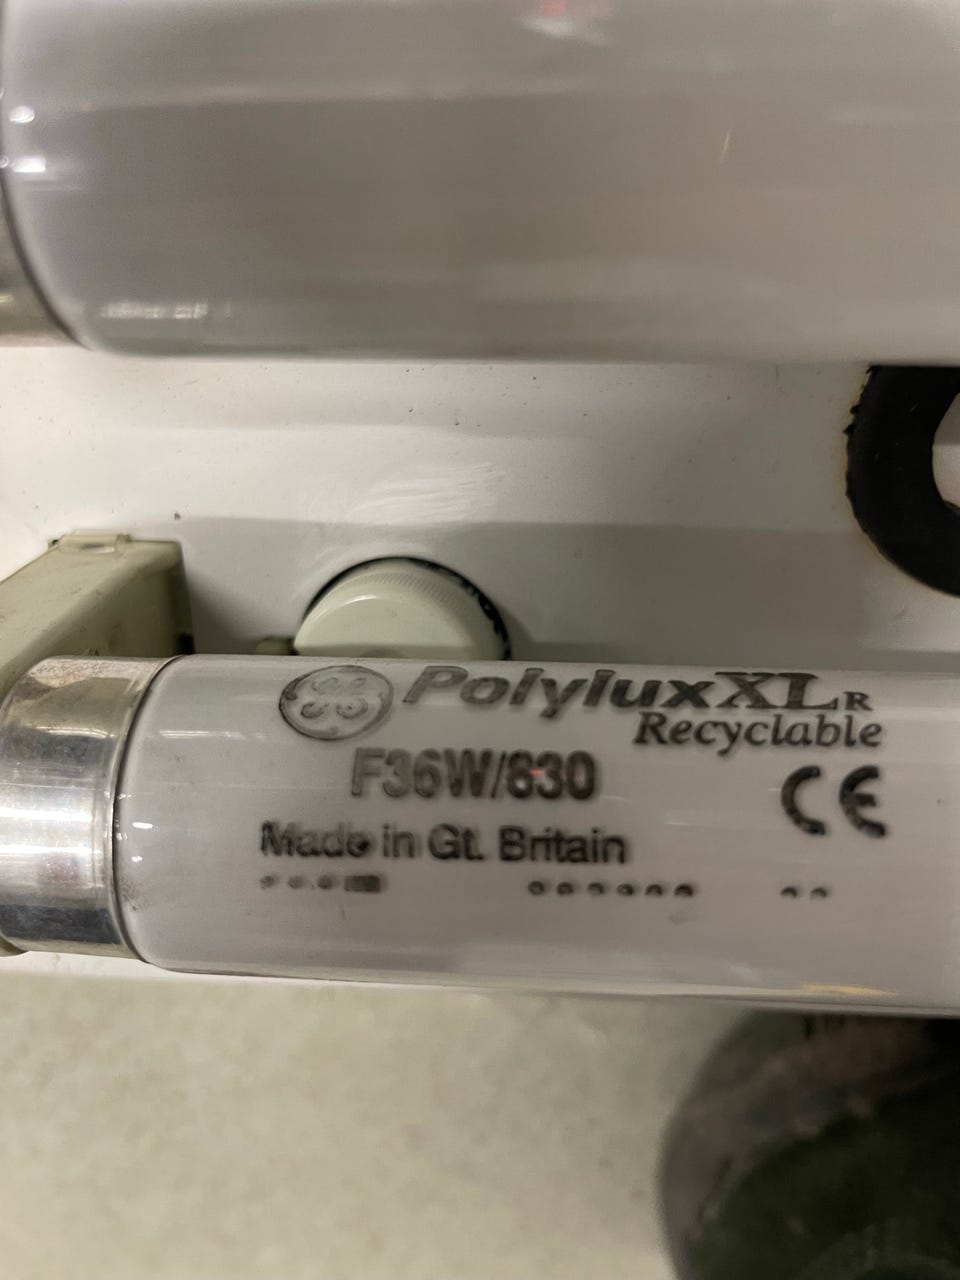 GE PolyluxXLR
Recyclable
F36W/830
CE
Made in Gt. Britain